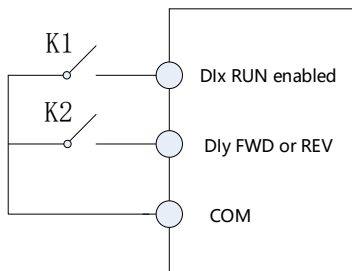 K1
DIx RUN enabled
K2
DIy FWD or REV
COM